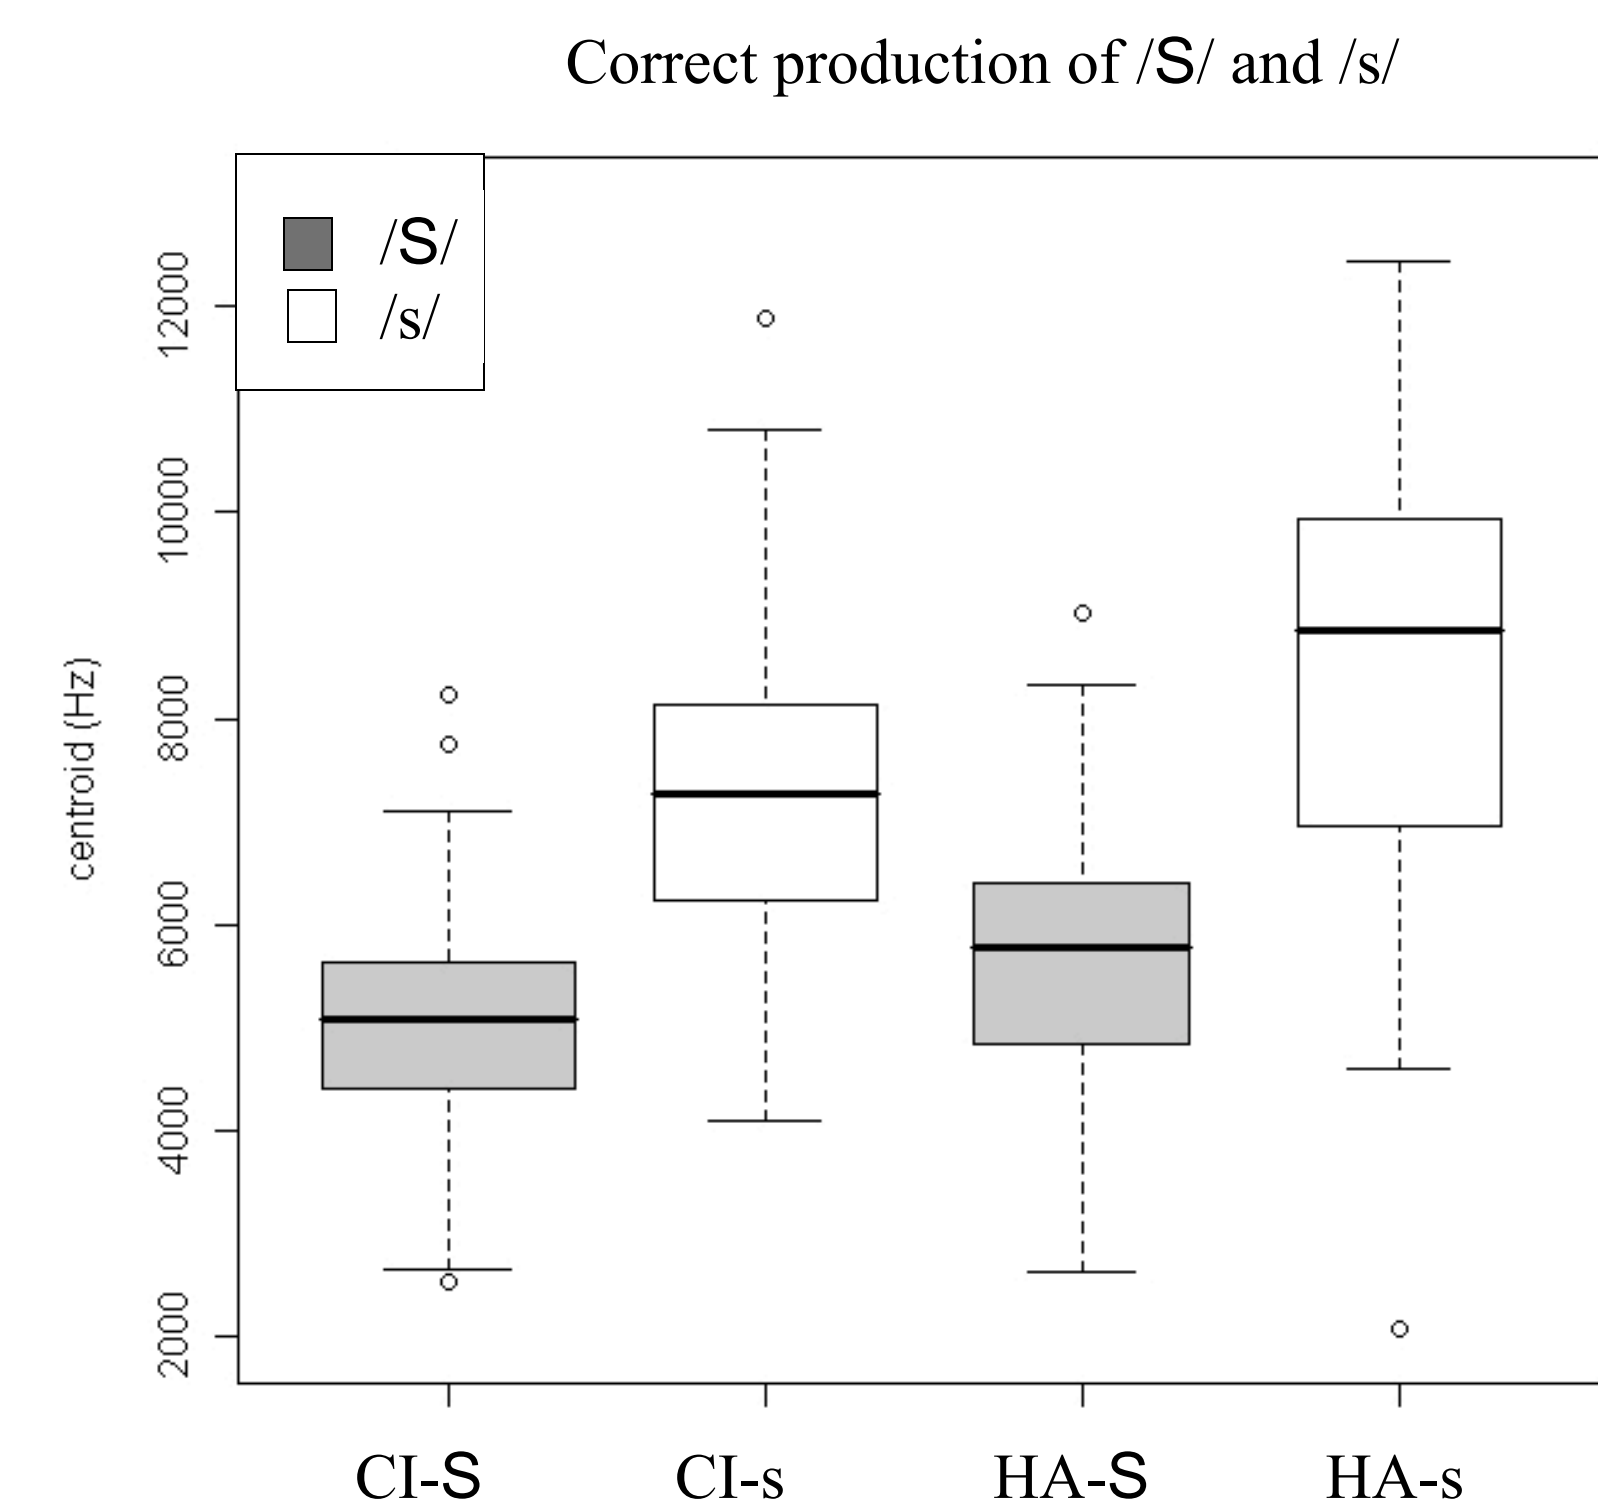 Correct production of /S/ and /s/
/S/
/s/
12000
10000
8000
6000
4000
2000
centroid (Hz)
CI-S
CI-s
HA-S
HA-s